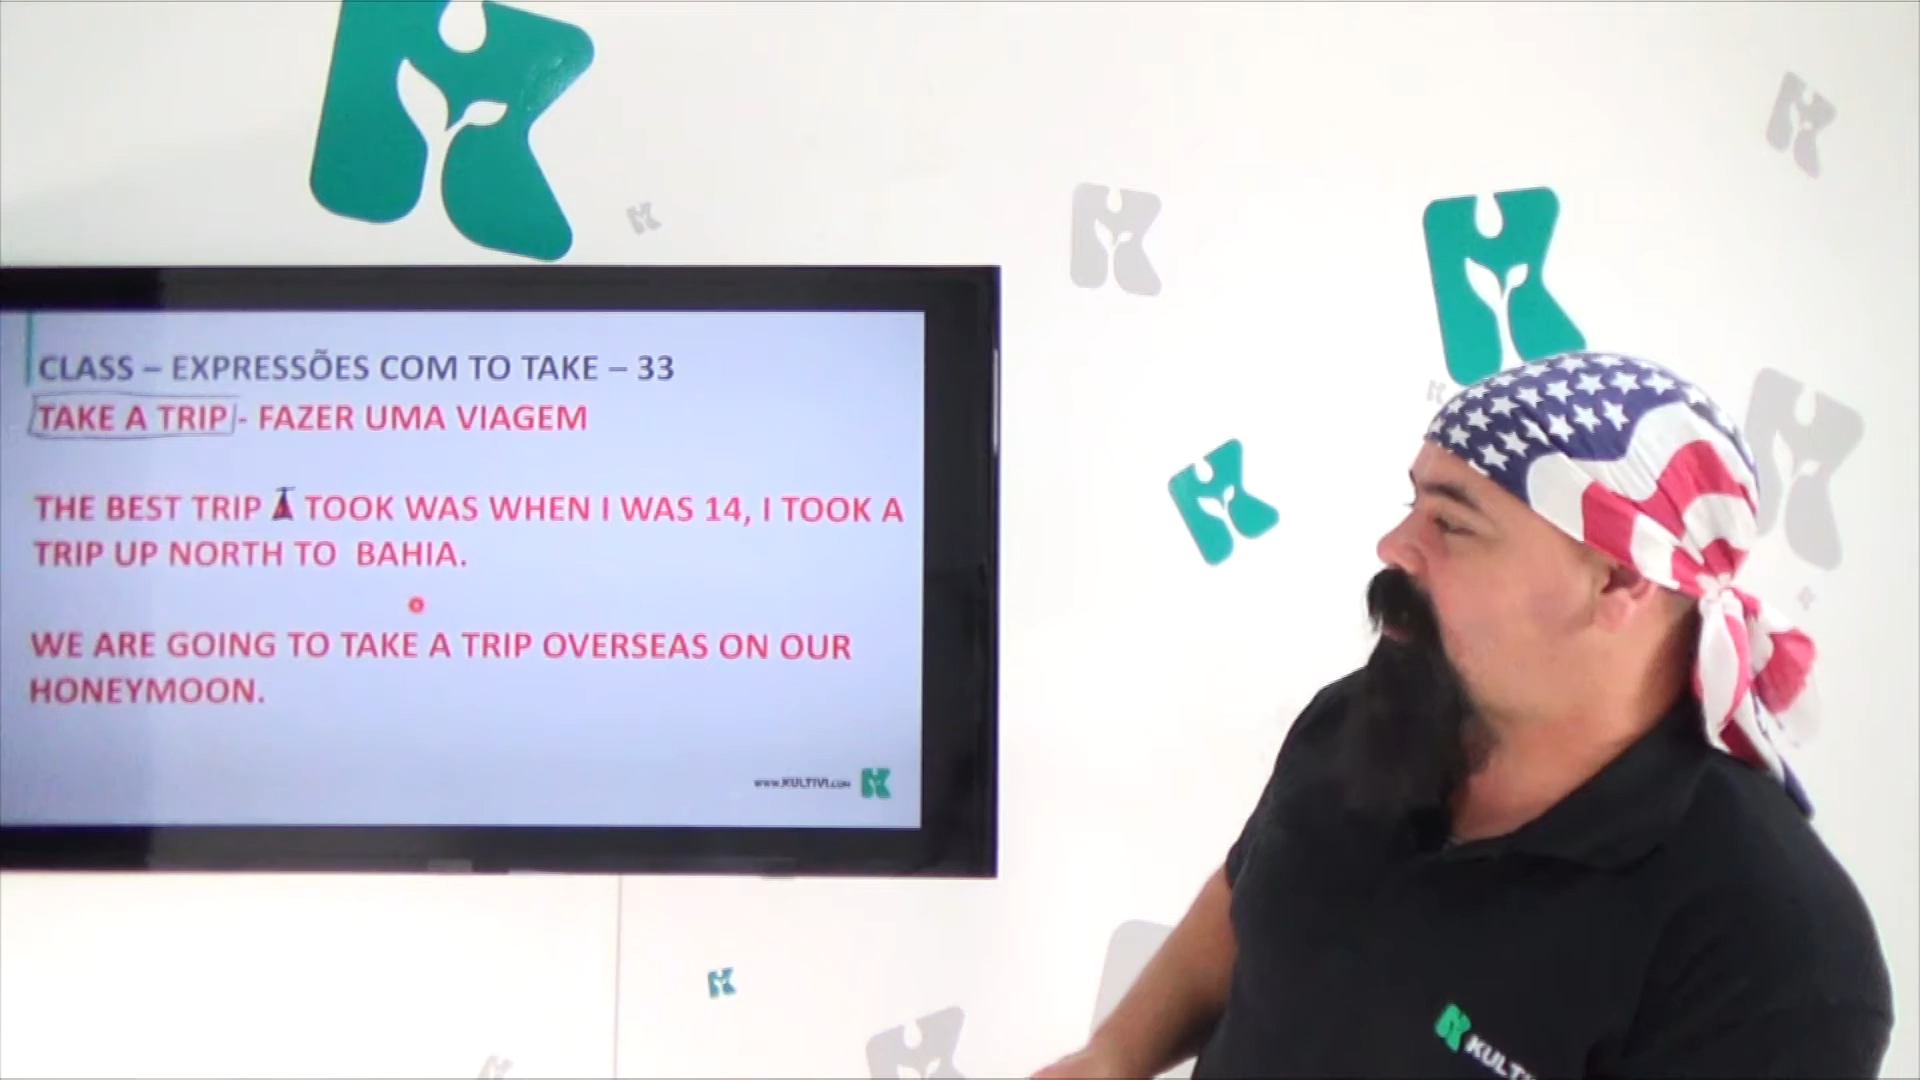 CLASS – EXPRESSÕES COM TO TAKE – 33
TAKE A TRIP - FAZER UMA VIAGEM
THE BEST TRIP I TOOK WAS WHEN I WAS 14, I TOOK A
TRIP UP NORTH TO BAHIA.
WE ARE GOING TO TAKE A TRIP OVERSEAS ON OUR
HONEYMOON.
WWW.KULTIVI.COM